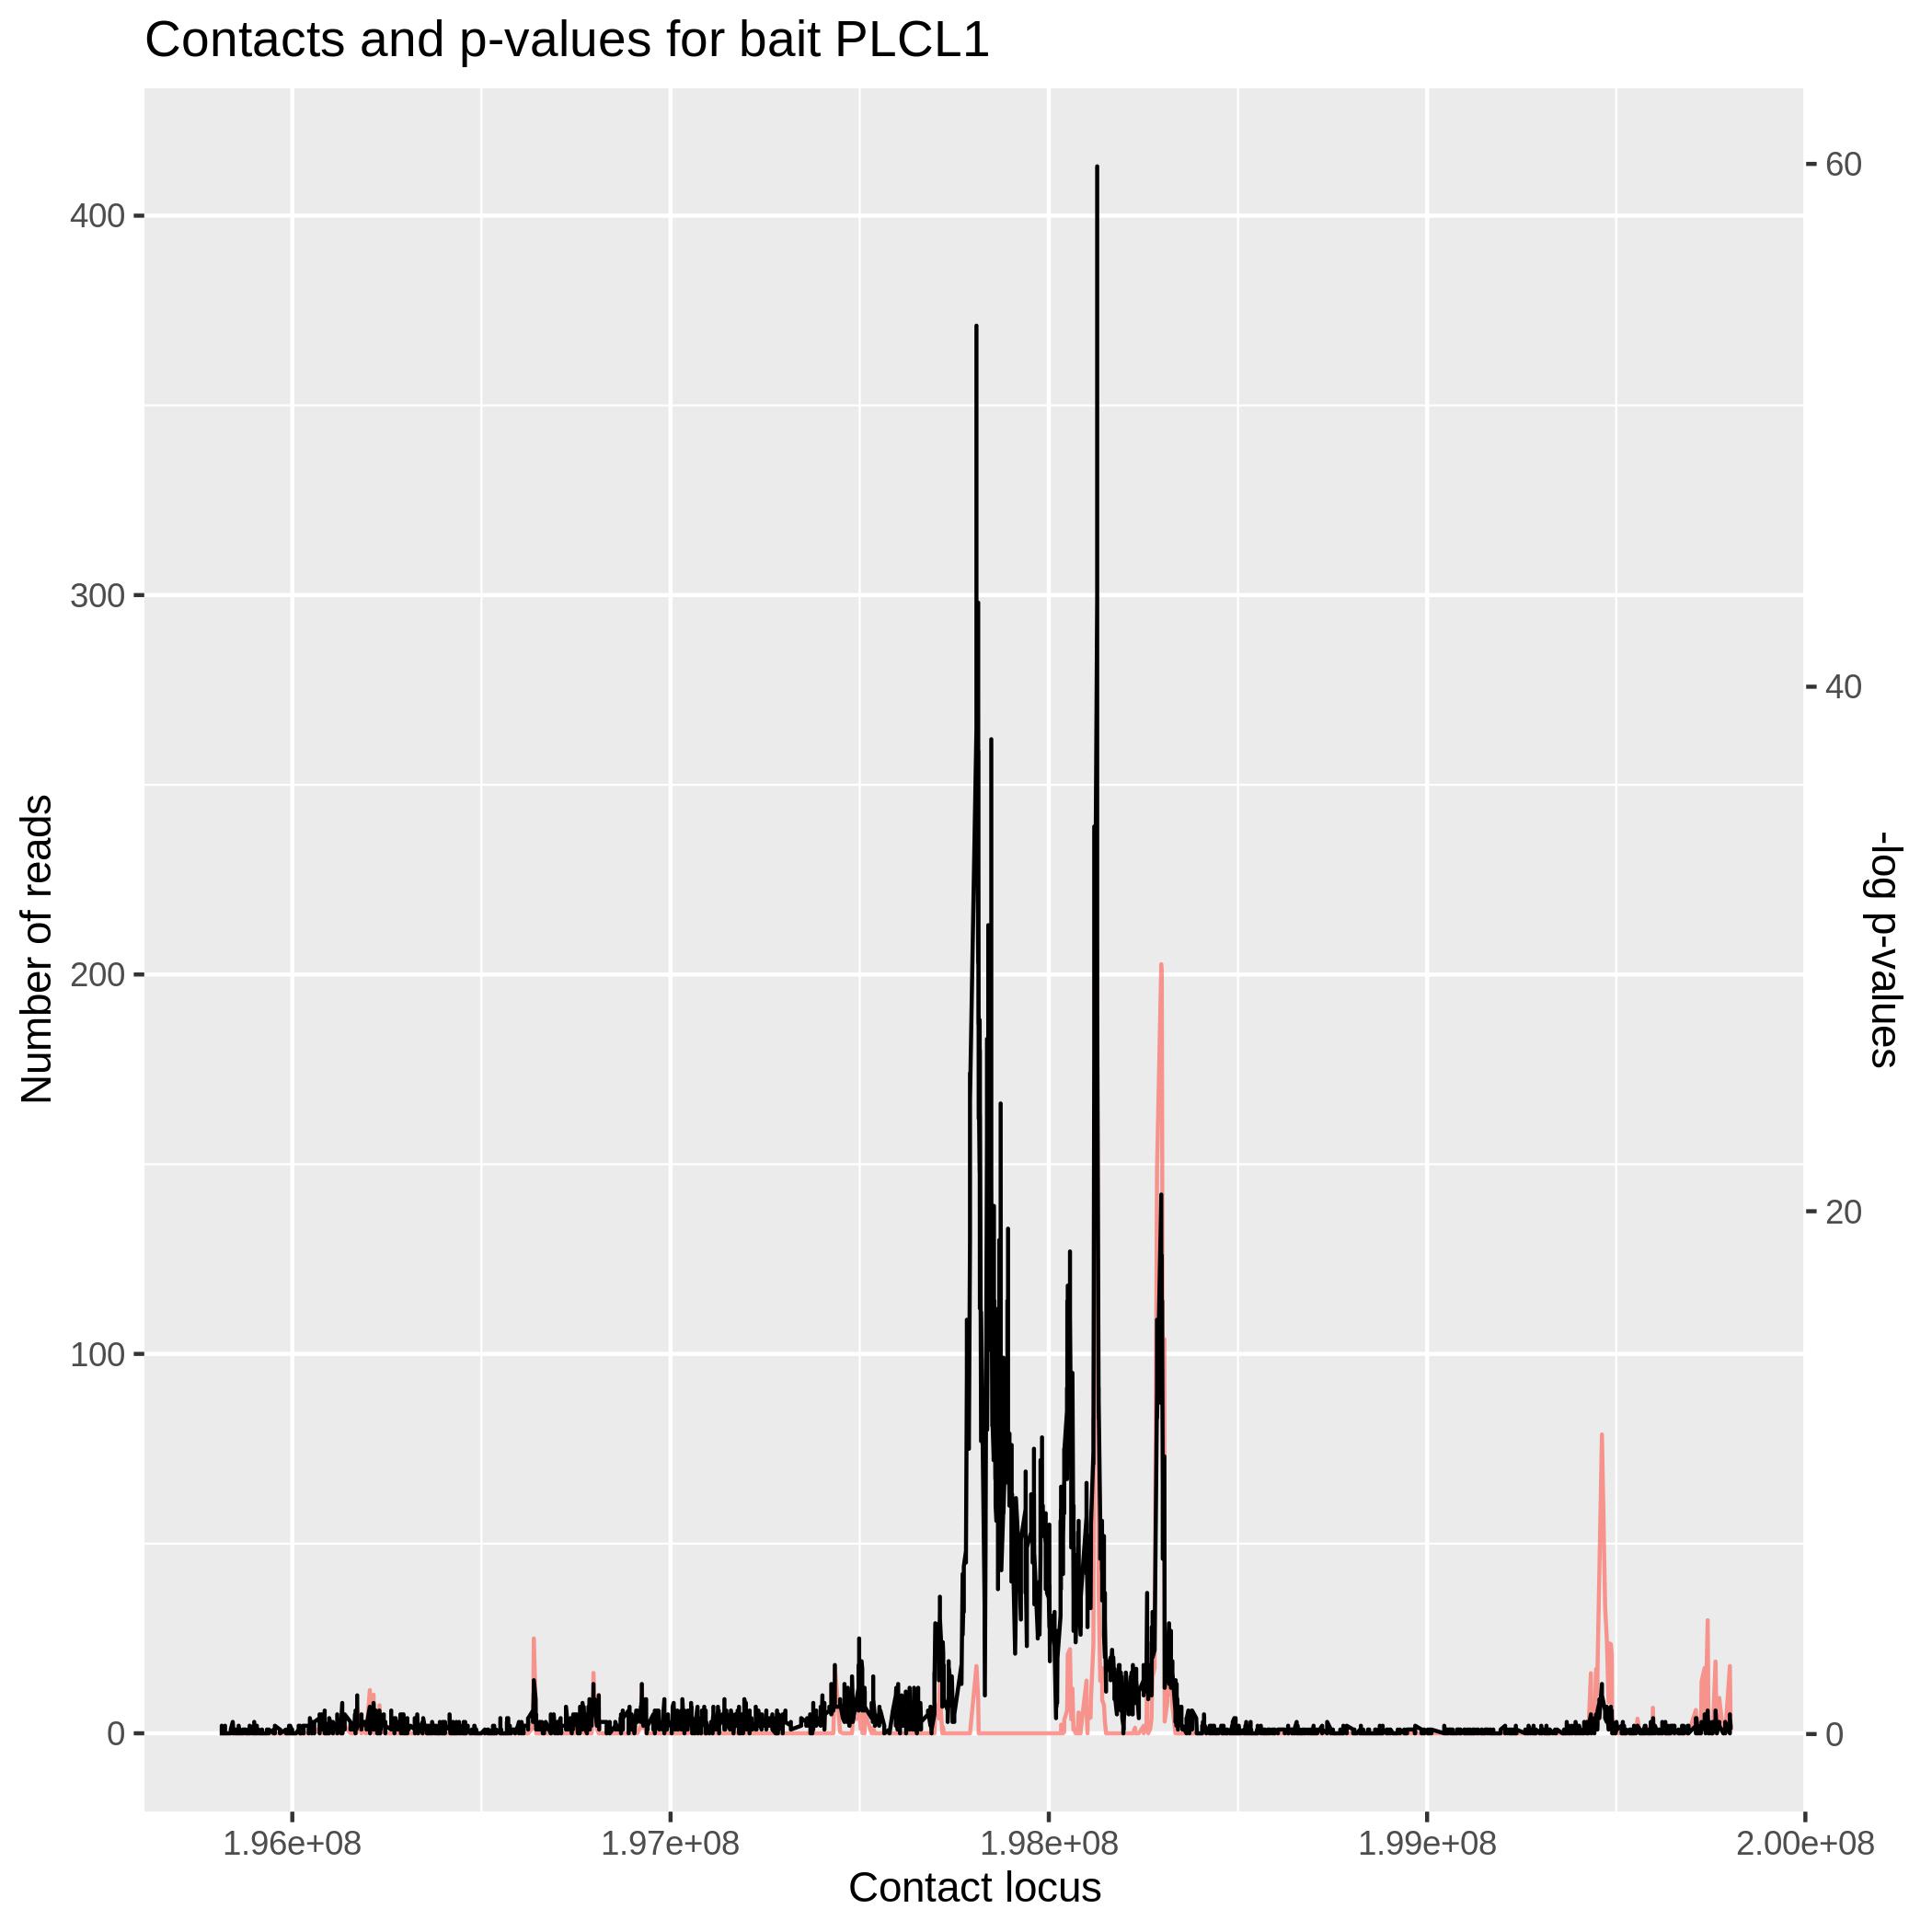 Contacts and p-values for bait PLCL1
400
300
200
100
0
Number of reads
60
40
20
0
-log p-values
1.96e+08
1.97e+08
1.98e+08
1.99e+08
2.00e+08
Contact locus